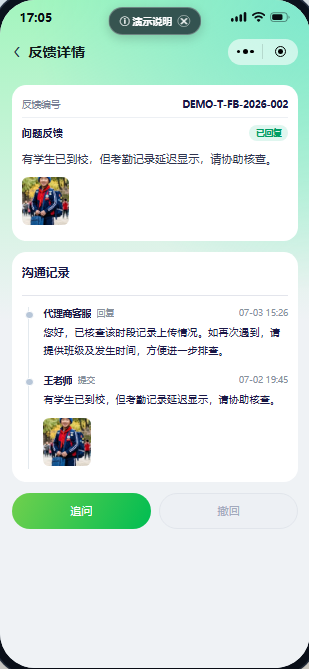 17:05
演示说明
反馈详情
反馈编号 DEMO-T-FB-2026-002
问题反馈 已回复
有学生已到校，但考勤记录延迟显示，请协助核查。
沟通记录
代理商客服 回复 07-03 15:26
您好，已核查该时段记录上传情况。如再次遇到，请
提供班级及发生时间，方便进一步排查。
王老师 提交 07-02 19:45
有学生已到校，但考勤记录延迟显示，请协助核查。
追问 撤回